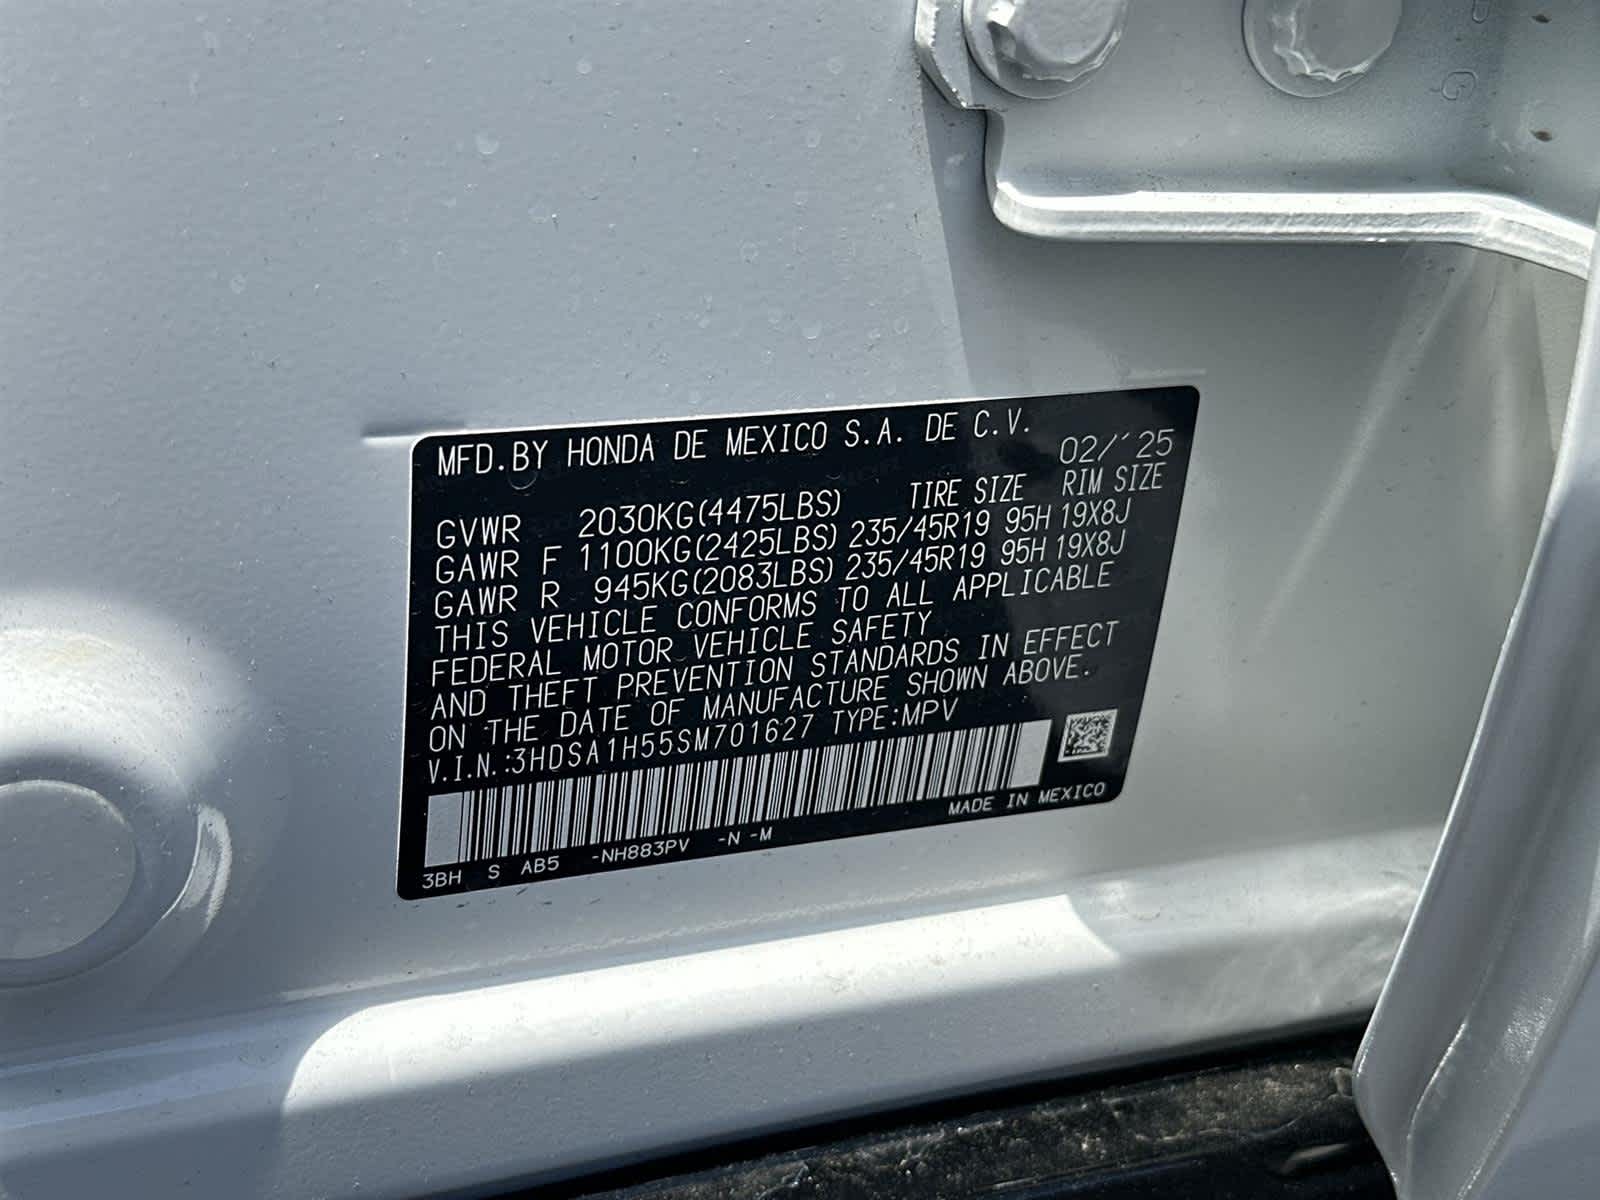 MFD.BY HONDA DE MEXICO S.A. DE C.V.
02/'25
TIRE SIZE RIM SIZE
GVWR 2030KG(4475LBS)
GAWR F 1100KG(2425LBS) 235/45R19 95H 19X8J
GAWR R 945KG(2083LBS) 235/45R19 95H 19X8J
THIS VEHICLE CONFORMS TO ALL APPLICABLE
FEDERAL MOTOR VEHICLE SAFETY
AND THEFT PREVENTION STANDARDS IN EFFECT
ON THE DATE OF MANUFACTURE SHOWN ABOVE.
V.I.N.:3HDSA1H55SM701627 TYPE:MPV
MADE IN MEXICO
3BH S AB5 -NH883PV -N -M